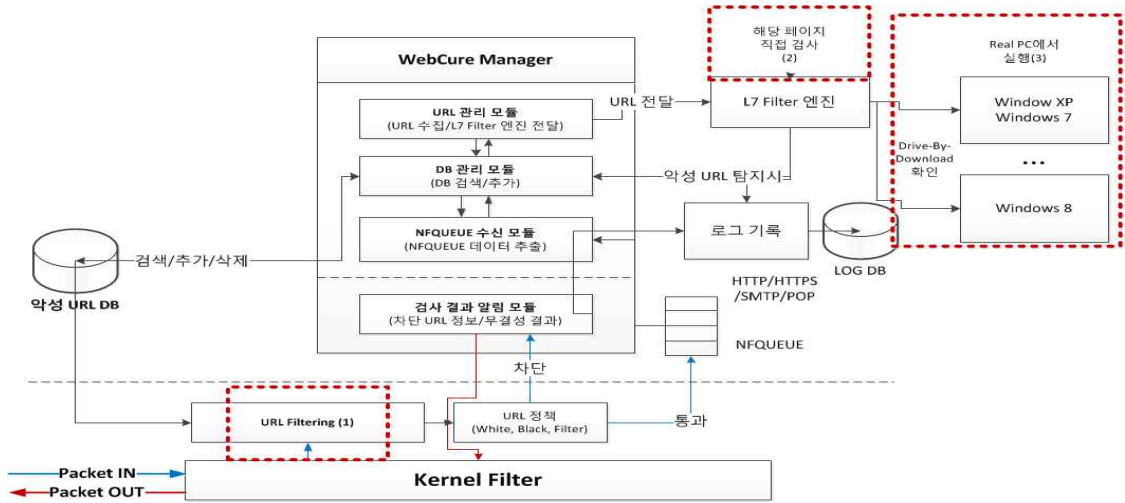 해당 페이지
직접 검사
(2)
Real PC에서
실행(3)
WebCure Manager
URL 관리 모듈
(URL 수집/L7 Filter 엔진 전달)
URL 전달
L7 Filter 엔진
Window XP
Windows 7
Drive-By-
Download
확인
...
Windows 8
DB 관리 모듈
(DB 검색/추가)
악성 URL 탐지시
NFQUEUE 수신 모듈
(NFQUEUE 데이터 추출)
로그 기록
LOG DB
검색/추가/삭제
악성 URL DB
HTTP/HTTPS
/SMTP/POP
검사 결과 알림 모듈
(차단 URL 정보/무결성 결과)
NFQUEUE
차단
통과
URL Filtering (1)
URL 정책
(White, Black, Filter)
Packet IN
Packet OUT
Kernel Filter